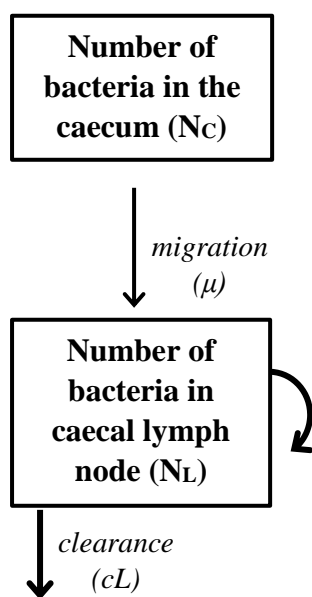 Number of
bacteria in the
caecum (NC)
migration
(μ)
Number of
bacteria in
caecal lymph
node (NL)
clearance
(cL)